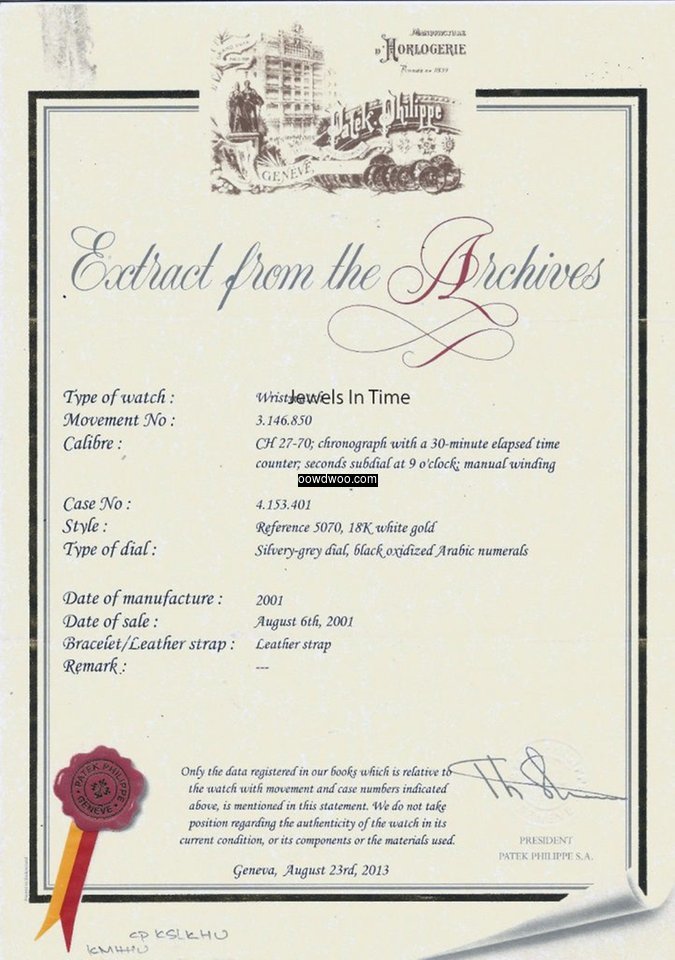 MANUFACTURE
D'HORLOGERIE
FONDÉE EN 1839
Patek Philippe
GENÈVE
Extract from the Archives
Type of watch : Jewels In Time
Movement No : 3.146.850
Calibre : CH 27-70; chronograph with a 30-minute elapsed time
counter; seconds subdial at 9 o'clock; manual winding
oowdwoo.com
Case No : 4.153.401
Style : Reference 5070, 18K white gold
Type of dial : Silvery-grey dial, black oxidized Arabic numerals
Date of manufacture : 2001
Date of sale : August 6th, 2001
Bracelet/Leather strap : Leather strap
Remark : ---
PATEK PHILIPPE
GENÈVE
Only the data registered in our books which is relative to
the watch with movement and case numbers indicated
above, is mentioned in this statement. We do not take
position regarding the authenticity of the watch in its
current condition, or its components or the materials used.
Geneva, August 23rd, 2013
PRESIDENT
PATEK PHILIPPE S.A.